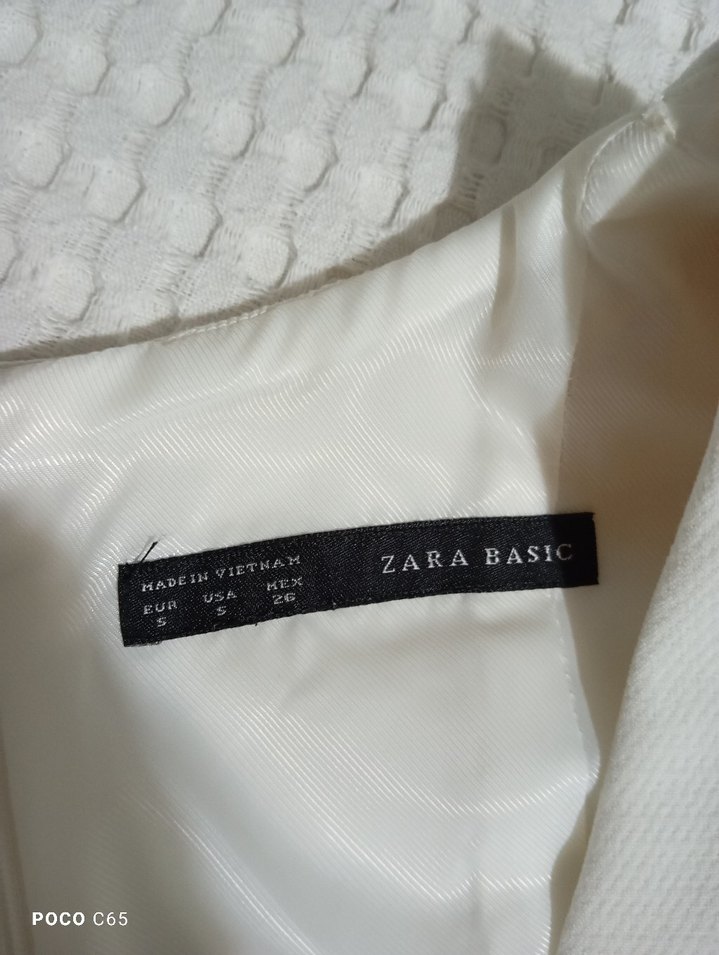 MADE IN VIETNAM
EUR USA MEX
S S 26
ZARA BASIC
POCO C65